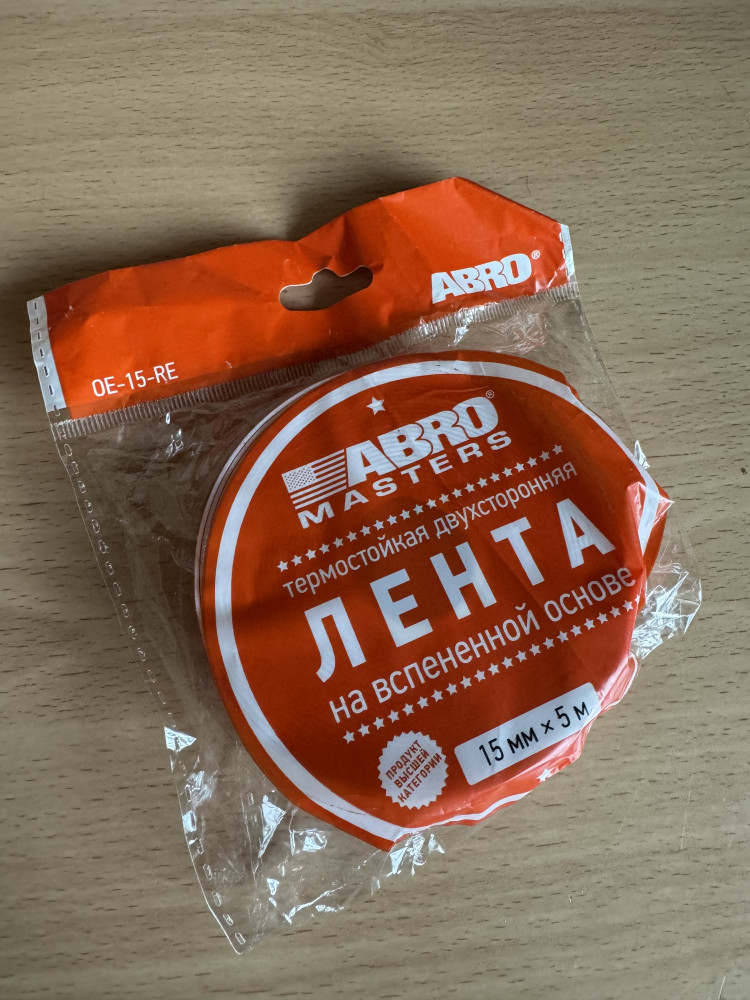 ABRO®
OE-15-RE
ABRO®
MASTERS
термостойкая двухсторонняя
ЛЕНТА
на вспененной основе
15 мм × 5 м.
ПРОДУКТ
ВЫСШЕЙ
КАТЕГОРИИ